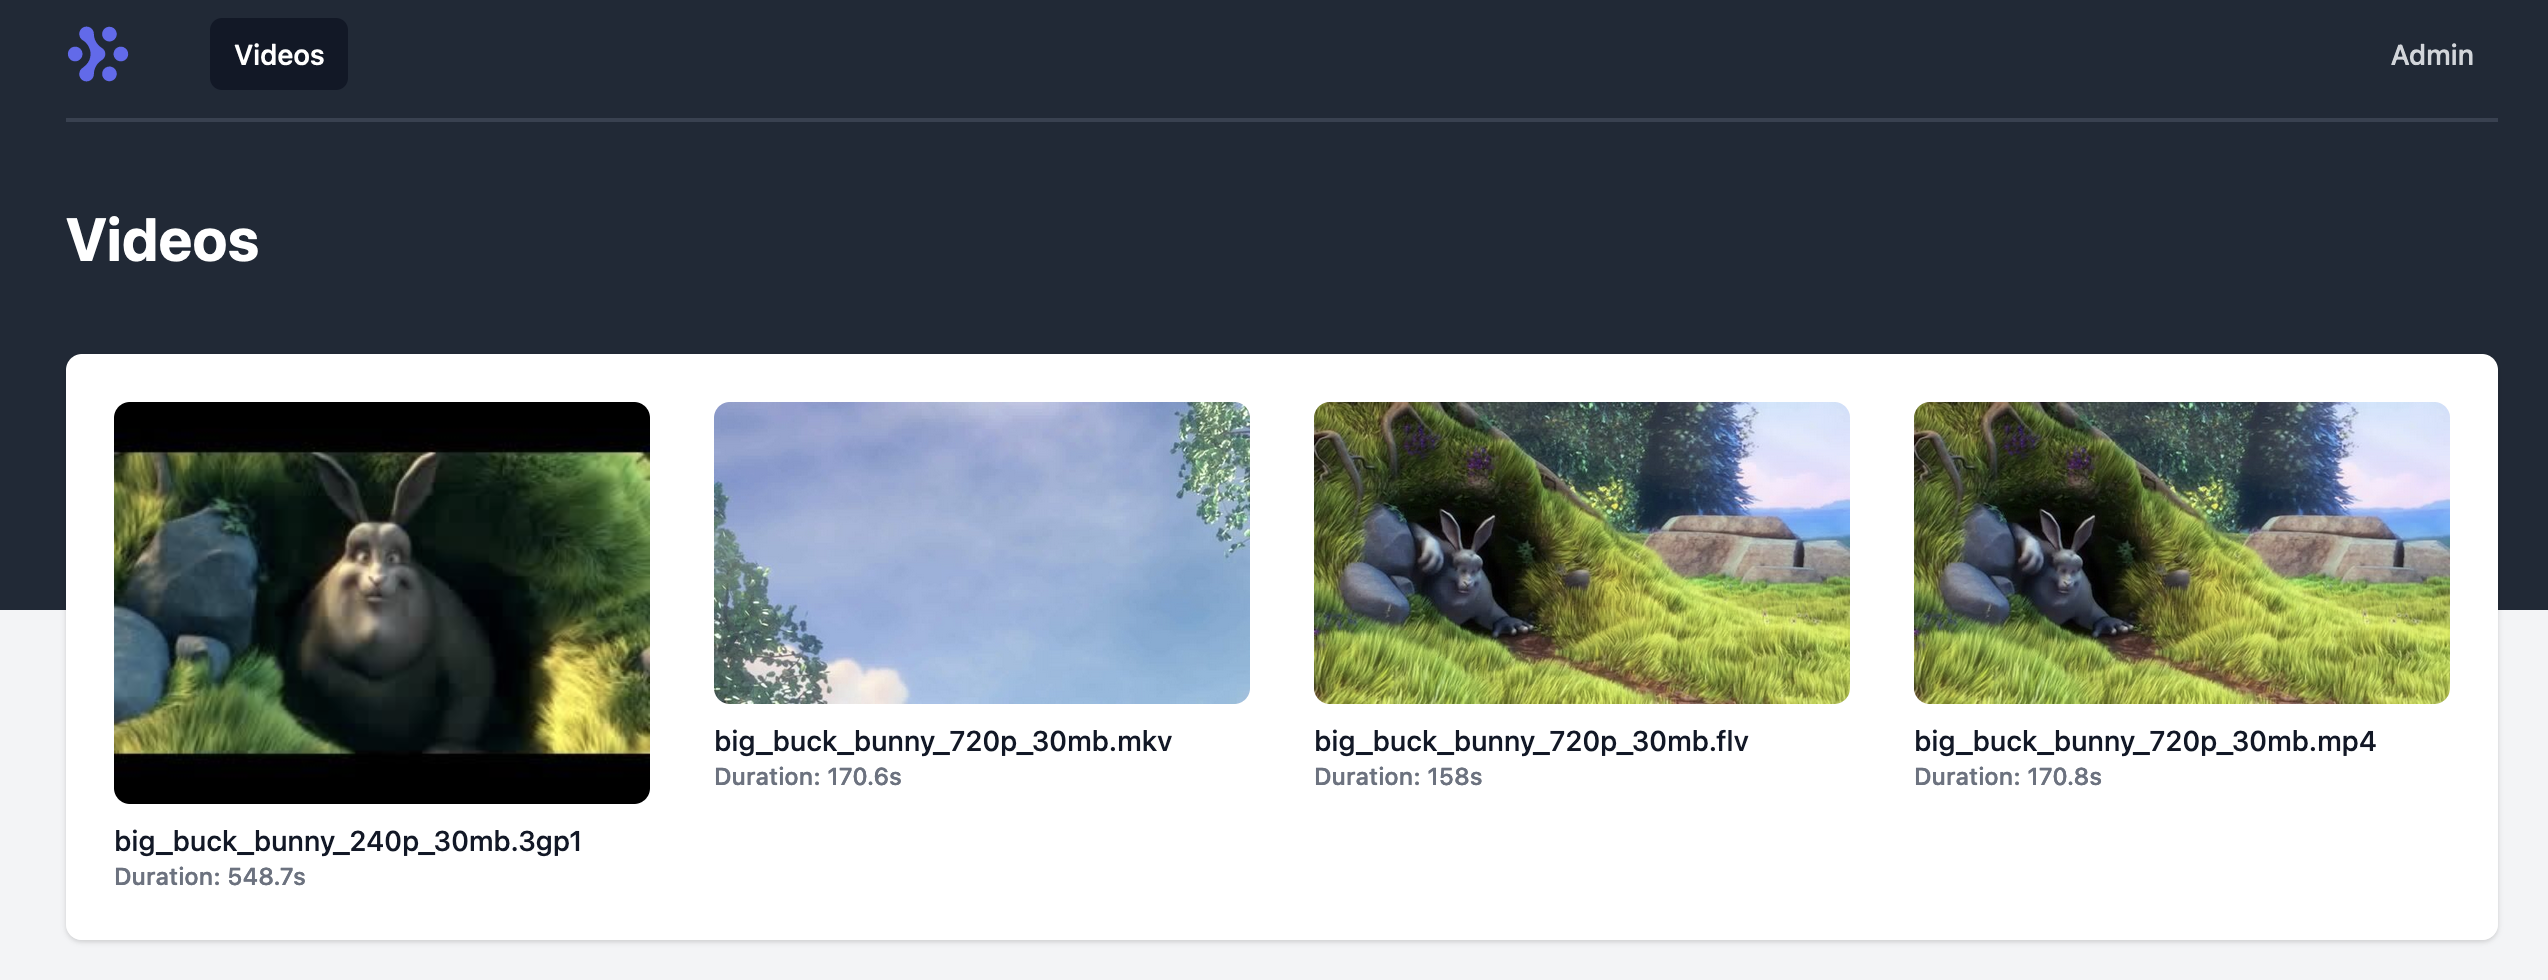 Videos
Admin
Videos
big_buck_bunny_240p_30mb.3gp1
Duration: 548.7s
big_buck_bunny_720p_30mb.mkv
Duration: 170.6s
big_buck_bunny_720p_30mb.flv
Duration: 158s
big_buck_bunny_720p_30mb.mp4
Duration: 170.8s